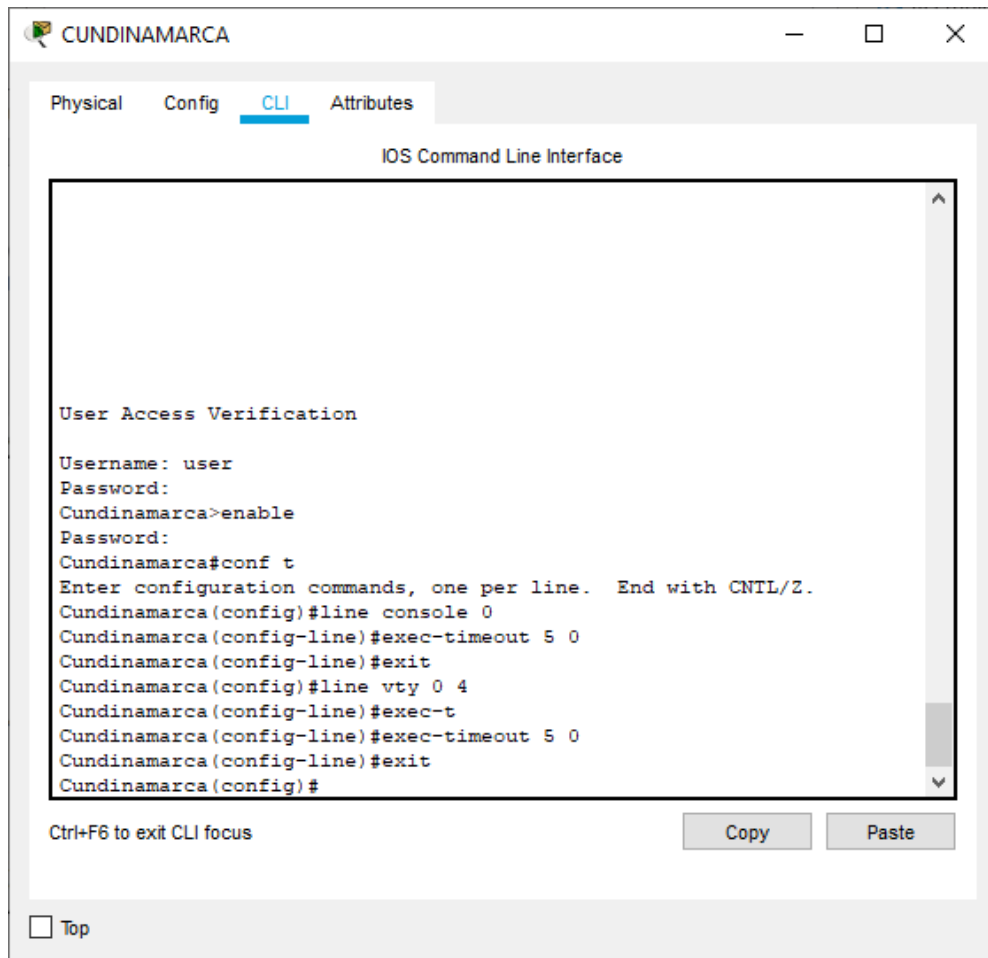 CUNDINAMARCA
Physical Config CLI Attributes
IOS Command Line Interface
User Access Verification
Username: user
Password:
Cundinamarca>enable
Password:
Cundinamarca#conf t
Enter configuration commands, one per line.  End with CNTL/Z.
Cundinamarca(config)#line console 0
Cundinamarca(config-line)#exec-timeout 5 0
Cundinamarca(config-line)#exit
Cundinamarca(config)#line vty 0 4
Cundinamarca(config-line)#exec-t
Cundinamarca(config-line)#exec-timeout 5 0
Cundinamarca(config-line)#exit
Cundinamarca(config)#
Ctrl+F6 to exit CLI focus Copy Paste
Top